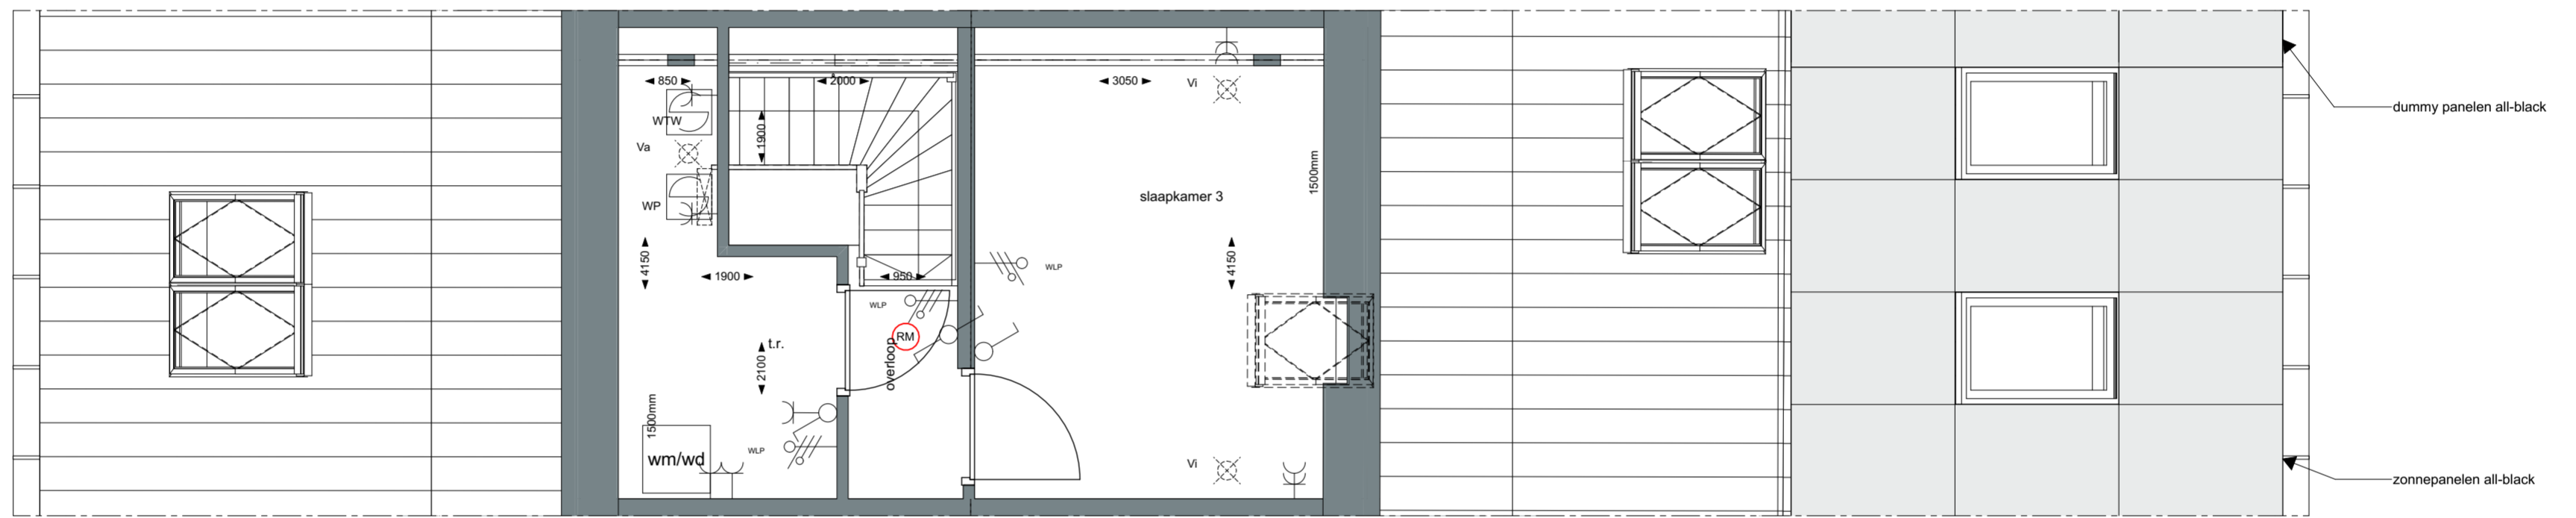 850
2000
3050
Vi
dummy panelen all-black
WTW
1900
Va
1500mm
slaapkamer 3
WP
4150
1900
950
WLP
4150
WLP
RM
overloop
t.r.
2100
1500mm
WLP
wm/wd
Vi
zonnepanelen all-black